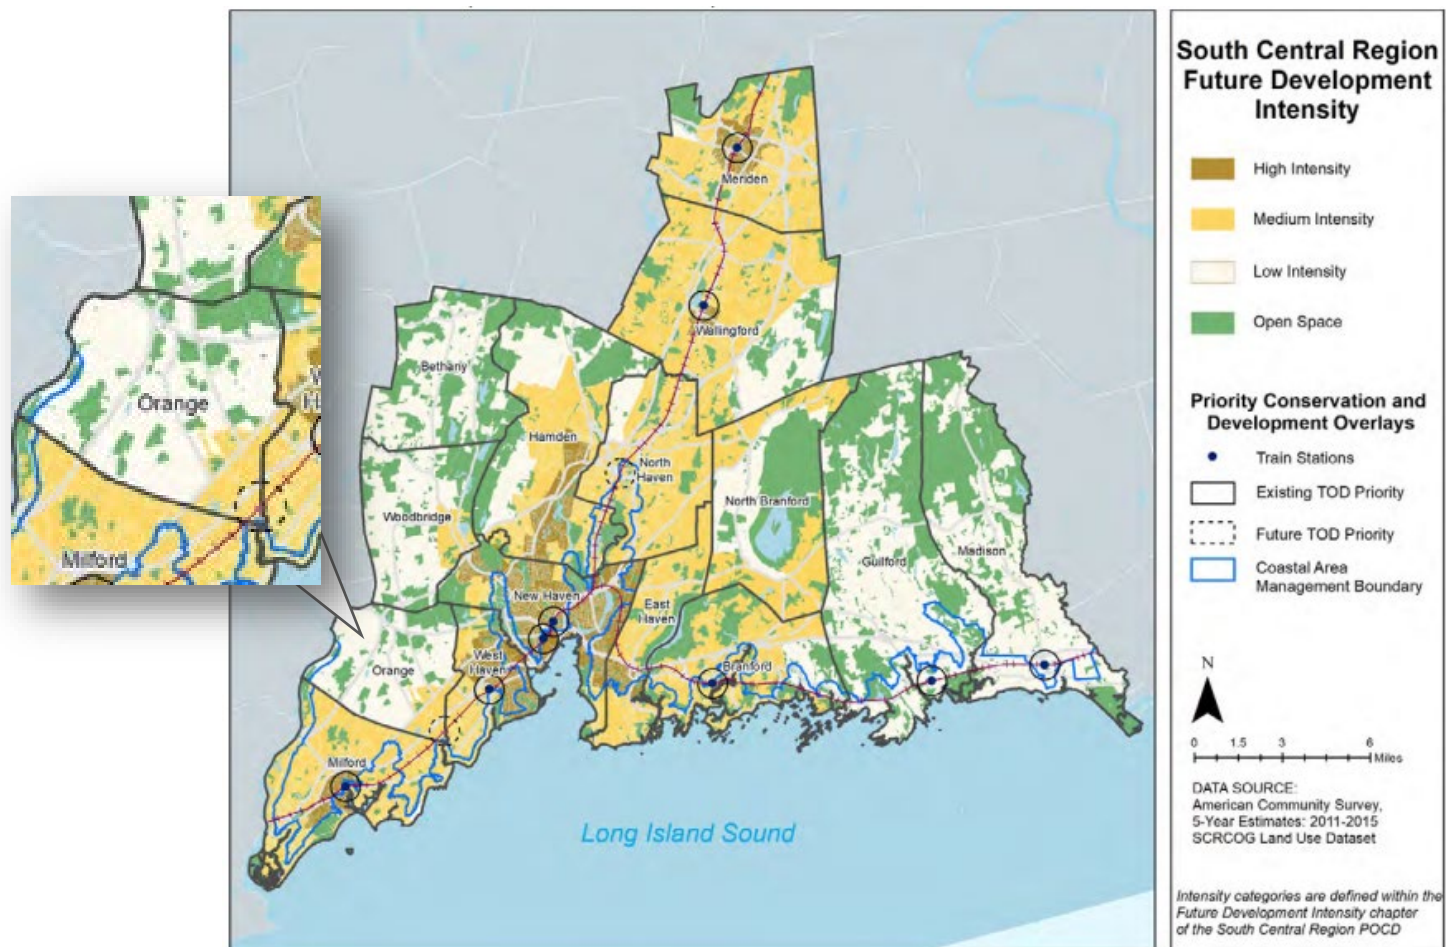 South Central Region
Future Development
Intensity
High Intensity
Medium Intensity
Low Intensity
Open Space
Priority Conservation and
Development Overlays
Train Stations
Existing TOD Priority
Future TOD Priority
Coastal Area
Management Boundary
N
0 1.5 3 6
Miles
DATA SOURCE:
American Community Survey,
5-Year Estimates: 2011-2015
SCRCOG Land Use Dataset
Intensity categories are defined within the
Future Development Intensity chapter
of the South Central Region POCD
Meriden
Wallingford
Bethany
Hamden
North
Haven
Woodbridge
North Branford
Guilford
Madison
New Haven
East
Haven
West
Haven
Orange
Branford
Milford
Long Island Sound
Orange
W
H
Milford